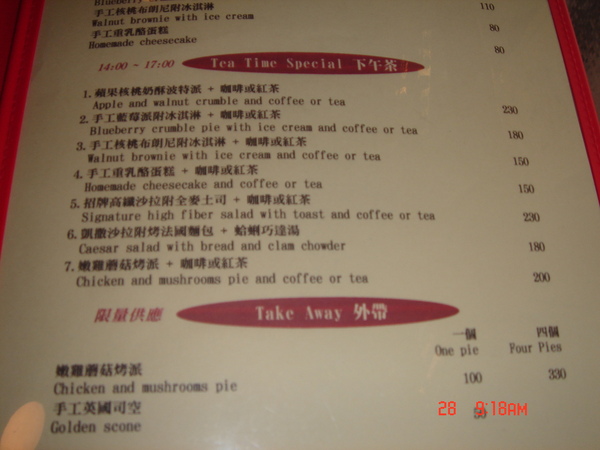 Blueberry
手工核桃布朗尼附冰淇淋 110
Walnut brownie with ice cream
手工重乳酪蛋糕 80
Homemade cheesecake 80
14:00 ~ 17:00 Tea Time Special 下午茶
1. 蘋果核桃奶酥波特派 + 咖啡或紅茶
Apple and walnut crumble and coffee or tea 230
2. 手工藍莓派附冰淇淋 + 咖啡或紅茶
Blueberry crumble pie with ice cream and coffee or tea 180
3. 手工核桃布朗尼附冰淇淋 + 咖啡或紅茶
Walnut brownie with ice cream and coffee or tea 150
4. 手工重乳酪蛋糕 + 咖啡或紅茶
Homemade cheesecake and coffee or tea 150
5. 招牌高纖沙拉附全麥土司 + 咖啡或紅茶
Signature high fiber salad with toast and coffee or tea 230
6. 凱撒沙拉附烤法國麵包 + 蛤蜊巧達湯
Caesar salad with bread and clam chowder 180
7. 嫩雞蘑菇烤派 + 咖啡或紅茶
Chicken and mushrooms pie and coffee or tea 200
限量供應 Take Away 外帶
一個 四個
One pie Four Pies
嫩雞蘑菇烤派
Chicken and mushrooms pie 100 330
手工英國司空
Golden scone
28 9:18AM